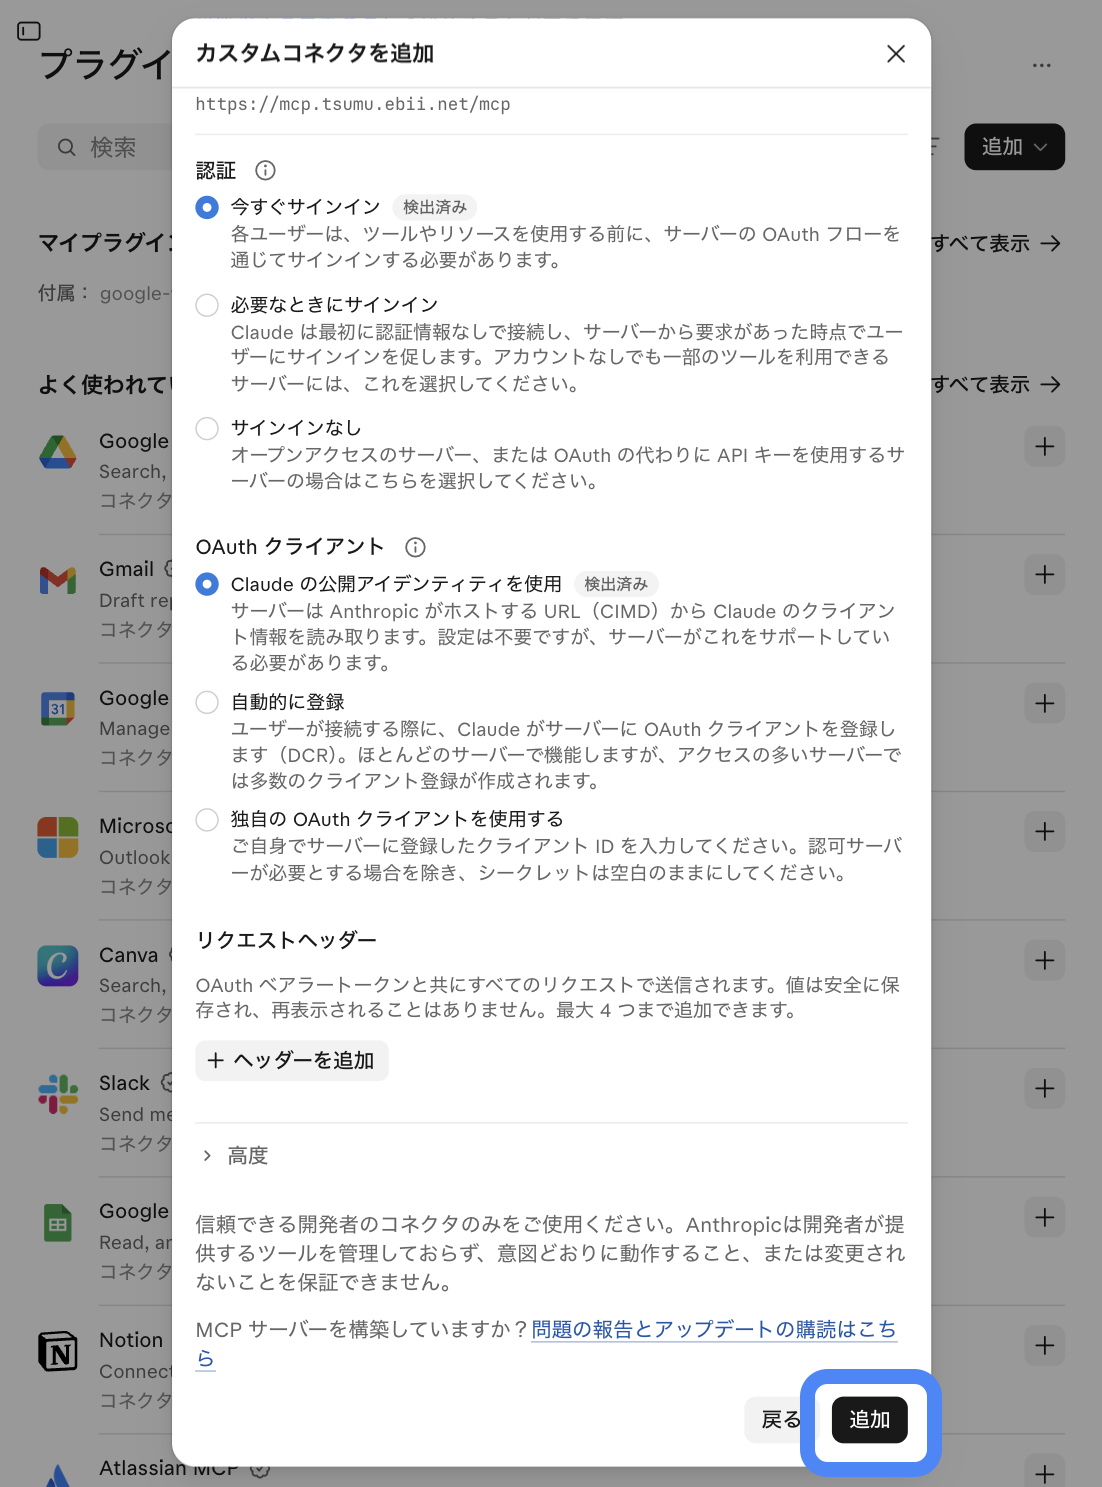 カスタムコネクタを追加
https://mcp.tsumu.ebii.net/mcp
認証
今すぐサインイン 検出済み
各ユーザーは、ツールやリソースを使用する前に、サーバーの OAuth フローを
通じてサインインする必要があります。
必要なときにサインイン
Claude は最初に認証情報なしで接続し、サーバーから要求があった時点でユー
ザーにサインインを促します。アカウントなしでも一部のツールを利用できる
サーバーには、これを選択してください。
サインインなし
オープンアクセスのサーバー、または OAuth の代わりに API キーを使用するサ
ーバーの場合はこちらを選択してください。
OAuth クライアント
Claude の公開アイデンティティを使用 検出済み
サーバーは Anthropic がホストする URL（CIMD）から Claude のクライアン
ト情報を読み取ります。設定は不要ですが、サーバーがこれをサポートしてい
る必要があります。
自動的に登録
ユーザーが接続する際に、Claude がサーバーに OAuth クライアントを登録し
ます（DCR）。ほとんどのサーバーで機能しますが、アクセスの多いサーバーで
は多数のクライアント登録が作成されます。
独自の OAuth クライアントを使用する
ご自身でサーバーに登録したクライアント ID を入力してください。認可サーバ
ーが必要とする場合を除き、シークレットは空白のままにしてください。
リクエストヘッダー
OAuth ベアラートークンと共にすべてのリクエストで送信されます。値は安全に保
存され、再表示されることはありません。最大 4 つまで追加できます。
+ ヘッダーを追加
高度
信頼できる開発者のコネクタのみをご使用ください。Anthropicは開発者が提
供するツールを管理しておらず、意図どおりに動作すること、または変更され
ないことを保証できません。
MCP サーバーを構築していますか？問題の報告とアップデートの購読はこち
ら
戻る
追加
プラグイ
検索
追加
マイプラグイン
すべて表示 →
付属： google-
よく使われてい
すべて表示 →
Google
Search,
コネクタ
Gmail
Draft rep
コネクタ
Google
31
Manage
コネクタ
Microso
Outlook
コネクタ
Canva
Search,
コネクタ
Slack
Send me
コネクタ
Google
Read, an
コネクタ
Notion
Connect
コネクタ
Atlassian MCP